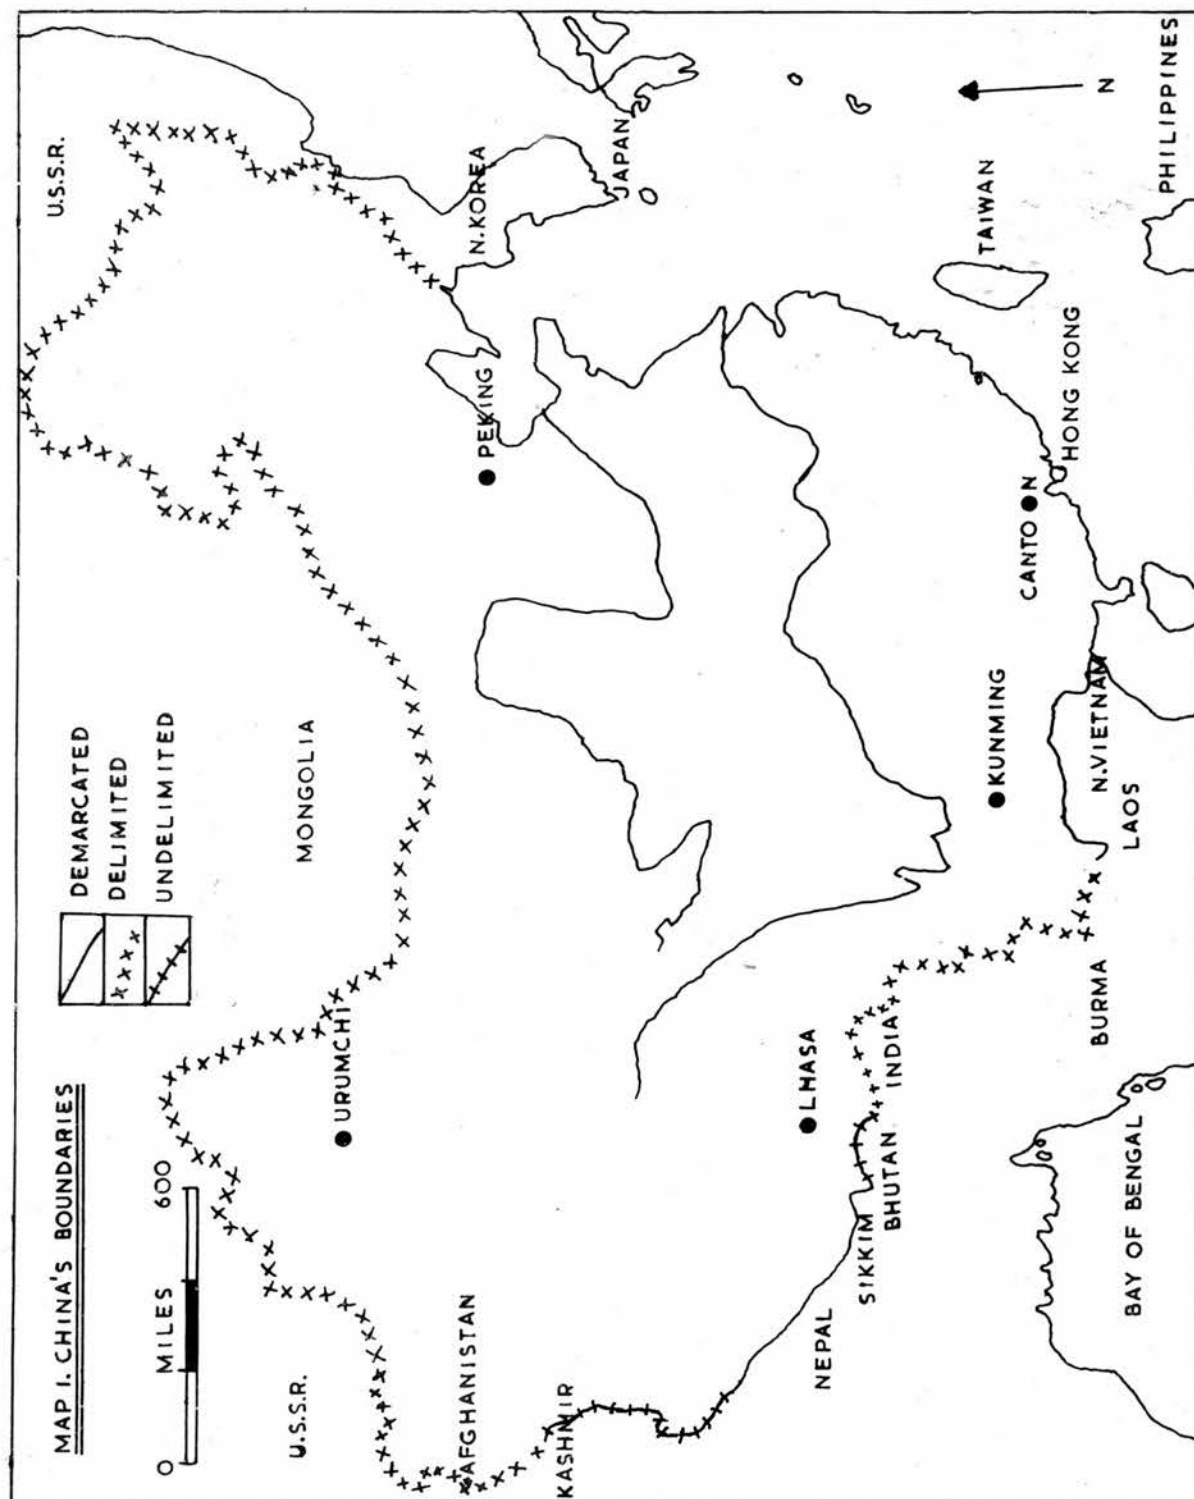 MAP I. CHINA'S BOUNDARIES
0 MILES 600
DEMARCATED
DELIMITED
UNDELIMITED
U.S.S.R.
U.S.S.R.
MONGOLIA
URUMCHI
AFGHANISTAN
KASHMIR
PEKING
N.KOREA
JAPAN
NEPAL
SIKKIM
LHASA
BHUTAN
INDIA
KUNMING
CANTON
TAIWAN
HONG KONG
BURMA
LAOS
N.VIETNAM
BAY OF BENGAL
PHILIPPINES
N